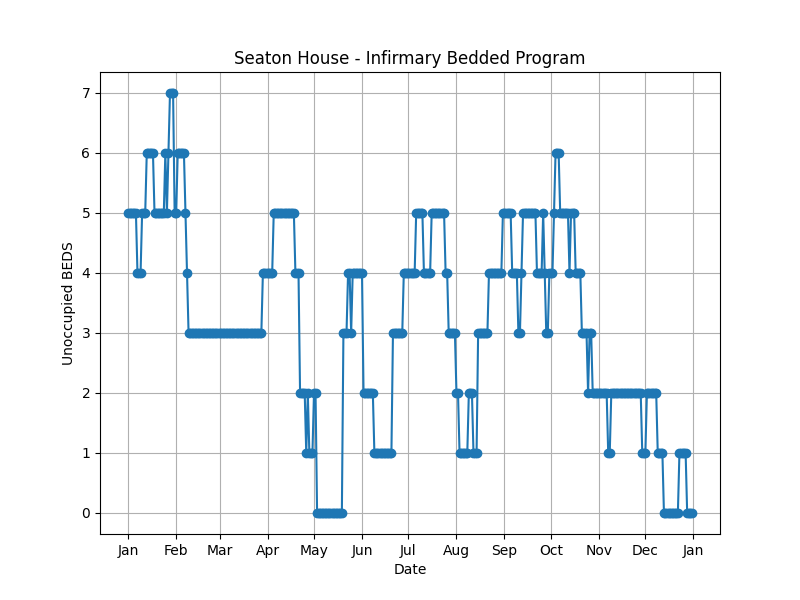 Seaton House - Infirmary Bedded Program
Unoccupied BEDS
7
6
5
4
3
2
1
0
Jan Feb Mar Apr May Jun Jul Aug Sep Oct Nov Dec Jan
Date